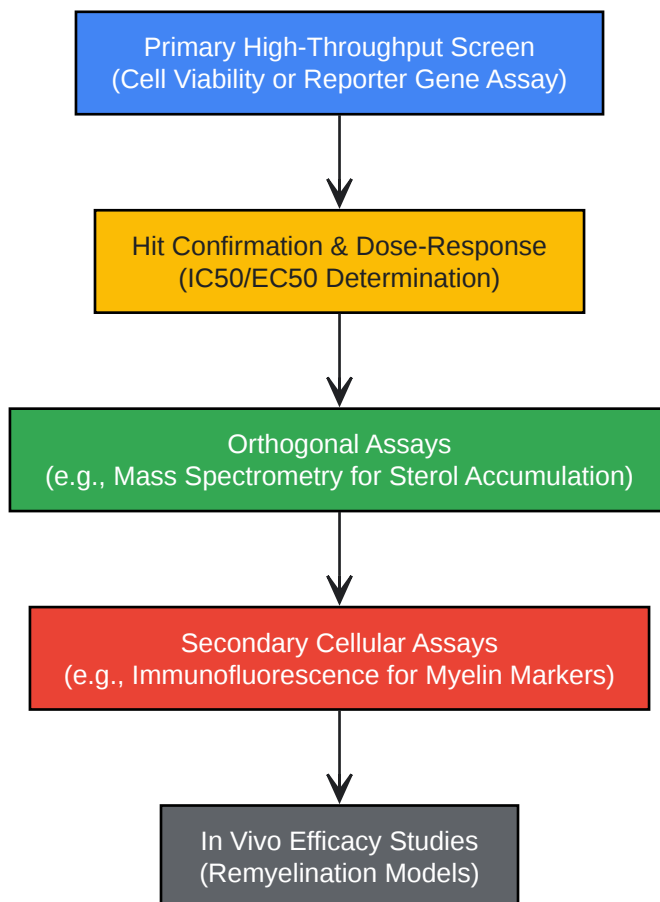 Primary High-Throughput Screen
(Cell Viability or Reporter Gene Assay)
Hit Confirmation & Dose-Response
(IC50/EC50 Determination)
Orthogonal Assays
(e.g., Mass Spectrometry for Sterol Accumulation)
Secondary Cellular Assays
(e.g., Immunofluorescence for Myelin Markers)
In Vivo Efficacy Studies
(Remyelination Models)